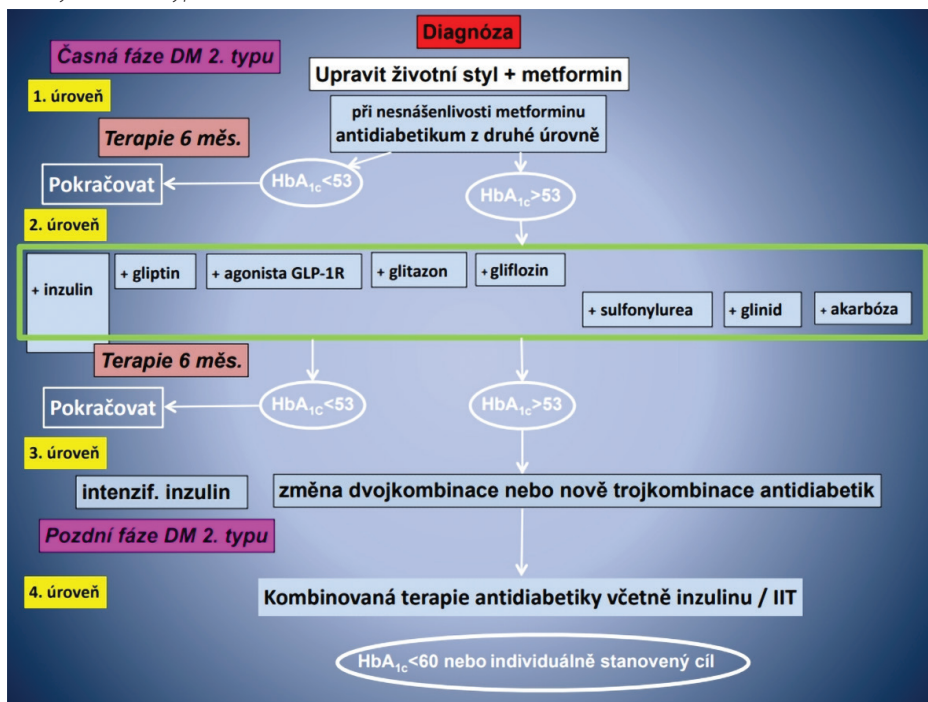 Diagnóza
Časná fáze DM 2. typu
Upravit životní styl + metformin
1. úroveň
při nesnášenlivosti metforminu
antidiabetikum z druhé úrovně
Terapie 6 měs.
Pokračovat
HbA1c<53
HbA1c>53
2. úroveň
+ inzulin
+ gliptin
+ agonista GLP-1R
+ glitazon
+ gliflozin
+ sulfonylurea
+ glinid
+ akarbóza
Terapie 6 měs.
Pokračovat
HbA1c<53
HbA1c>53
3. úroveň
intenzif. inzulin
změna dvojkombinace nebo nově trojkombinace antidiabetik
Pozdní fáze DM 2. typu
4. úroveň
Kombinovaná terapie antidiabetiky včetně inzulinu / IIT
HbA1c<60 nebo individuálně stanovený cíl